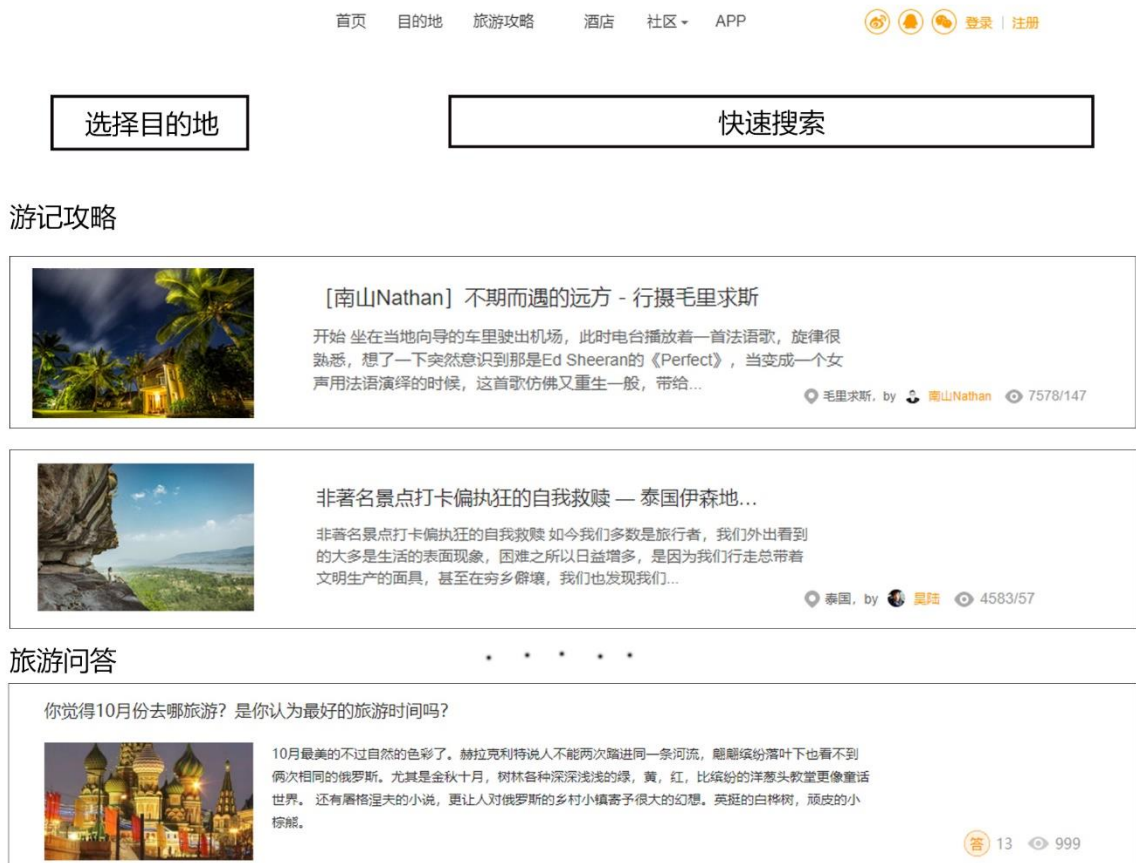 首页 目的地 旅游攻略 酒店 社区 APP 登录 注册
选择目的地 快速搜索
游记攻略
[南山Nathan] 不期而遇的远方 - 行摄毛里求斯
开始 坐在当地向导的车里驶出机场，此时电台播放着一首法语歌，旋律很
熟悉，想了一下突然意识到那是Ed Sheeran的《Perfect》，当变成一个女
声用法语演绎的时候，这首歌仿佛又重生一般，带给...
毛里求斯，by 南山Nathan 7578/147
非著名景点打卡偏执狂的自我救赎 — 泰国伊森地...
非著名景点打卡偏执狂的自我救赎 如今我们多数是旅行者，我们外出看到
的大多是生活的表面现象，困难之所以日益增多，是因为我们行走总带着
文明生产的面具，甚至在穷乡僻壤，我们也发现我们...
泰国，by 昊陆 4583/57
旅游问答
你觉得10月份去哪旅游？是你认为最好的旅游时间吗？
10月最美的不过自然的色彩了。赫拉克利特说人不能两次踏进同一条河流，翩翩缤纷落叶下也看不到
俩次相同的俄罗斯。尤其是金秋十月，树林各种深深浅浅的绿，黄，红，比缤纷的洋葱头教堂更像童话
世界。 还有屠格涅夫的小说，更让人对俄罗斯的乡村小镇寄予很大的幻想。英挺的白桦树，顽皮的小
棕熊。
答 13 999